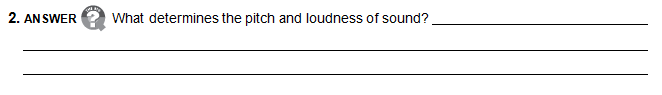 2. ANSWER What determines the pitch and loudness of sound?